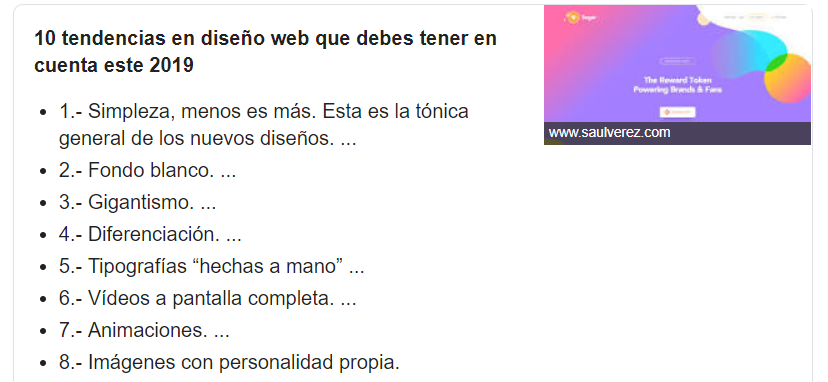 10 tendencias en diseño web que debes tener en
cuenta este 2019
1.- Simpleza, menos es más. Esta es la tónica
general de los nuevos diseños. ...
2.- Fondo blanco. ...
3.- Gigantismo. ...
4.- Diferenciación. ...
5.- Tipografías “hechas a mano” ...
6.- Vídeos a pantalla completa. ...
7.- Animaciones. ...
8.- Imágenes con personalidad propia.
The Reward Token
Powering Brands & Fans
www.saulverez.com